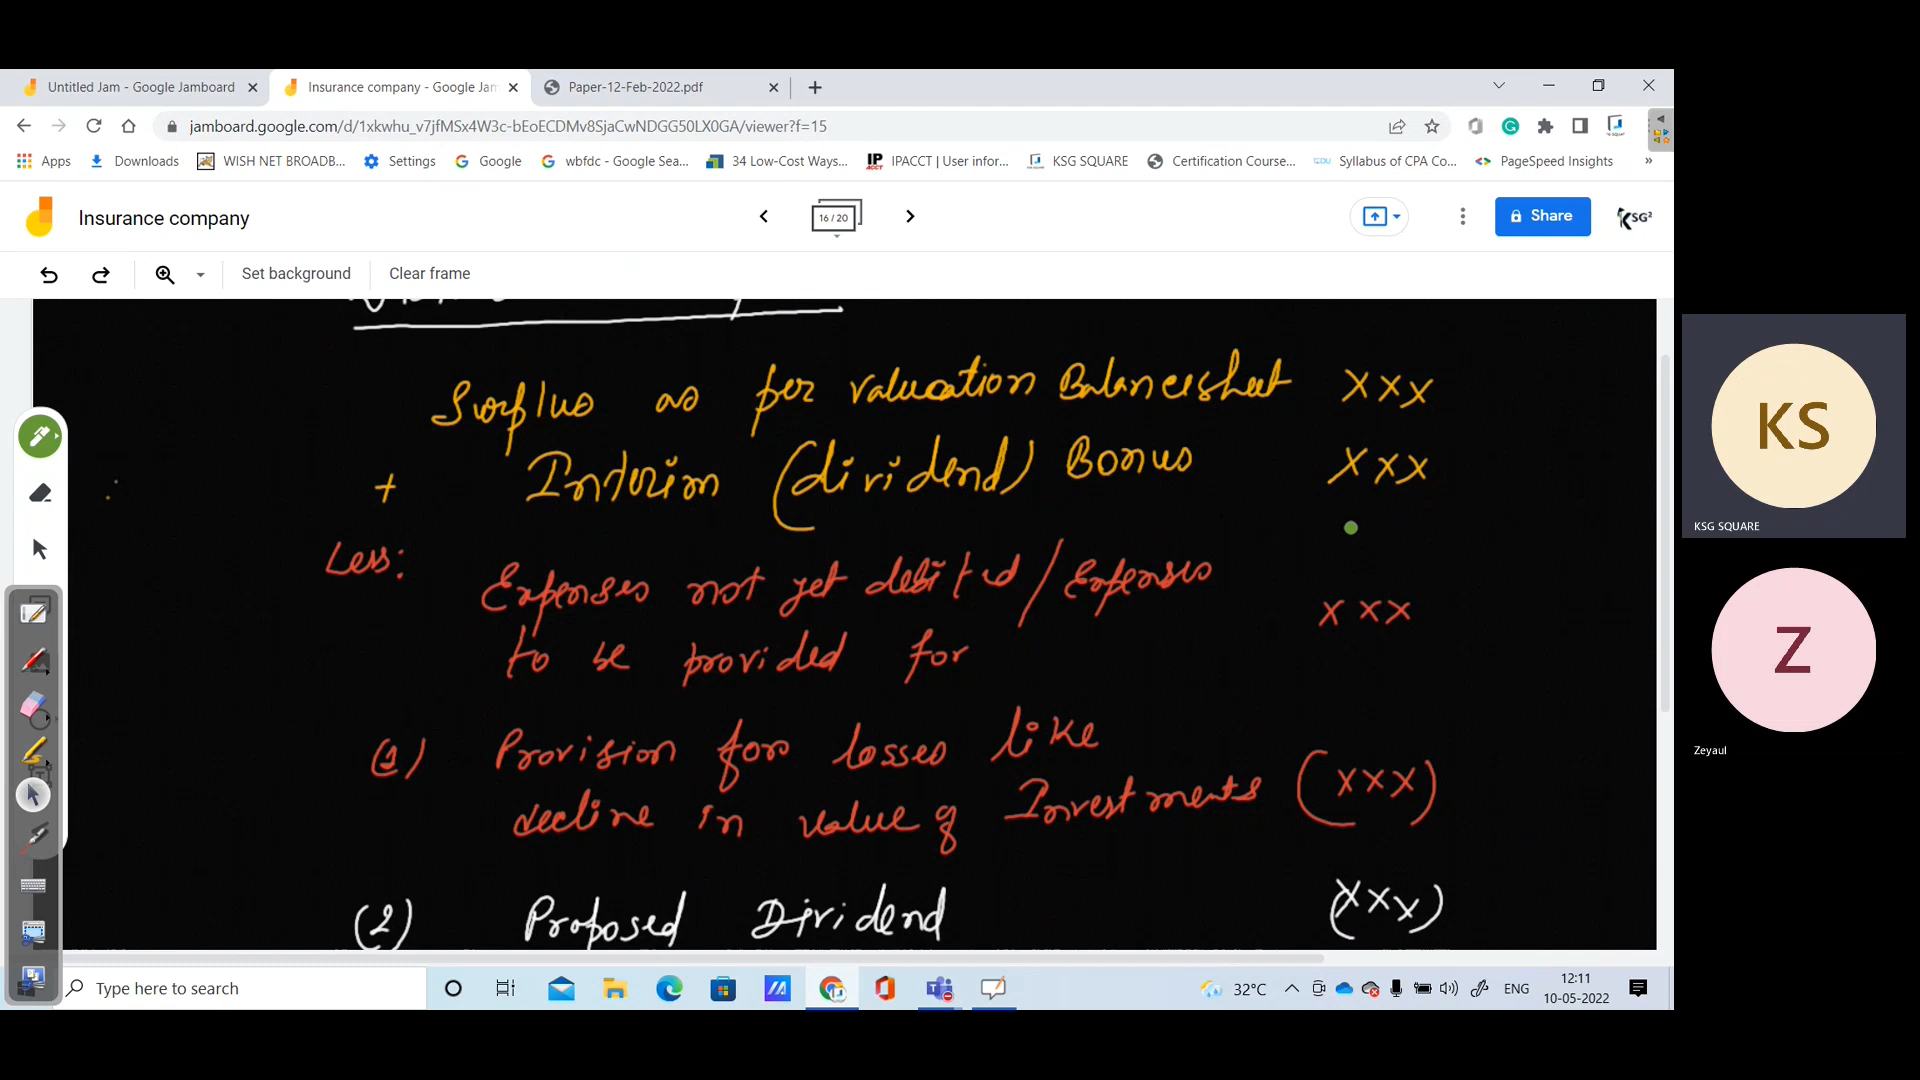 Untitled Jam - Google Jamboard
Insurance company - Google Jam
Paper-12-Feb-2022.pdf
jamboard.google.com/d/1xkwhu_v7jfMSx4W3c-bEoECDMv8SjaCwNDGG50LX0GA/viewer?f=15
Apps Downloads WISH NET BROADB... Settings Google wbfdc - Google Sea... 34 Low-Cost Ways... IPACCT | User infor... KSG SQUARE Certification Course... Syllabus of CPA Co... PageSpeed Insights »
Insurance company
16 / 20
Share
KSG²
Set background Clear frame
Surplus as per valuation Balancesheet XXX
+ Interim (dividend) Bonus XXX
Less: Expenses not yet debited/Expenses
to be provided for XXX
(1) Provision for losses like
decline in value of Investments (XXX)
(2) Proposed Dividend (XXX)
KS
KSG SQUARE
Z
Zeyaul
Type here to search
32°C
ENG
12:11
10-05-2022